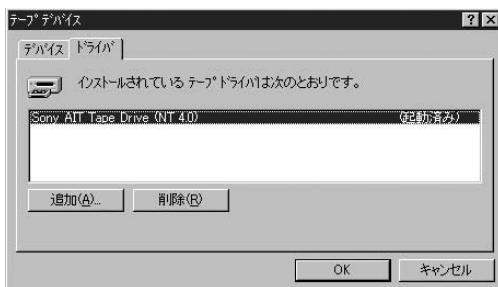 テープ デバイス
デバイス
ドライバ
インストールされている テープ ドライバは次のとおりです。
Sony AIT Tape Drive (NT 4.0)
(起動済み)
追加(A)...
削除(R)
OK
キャンセル